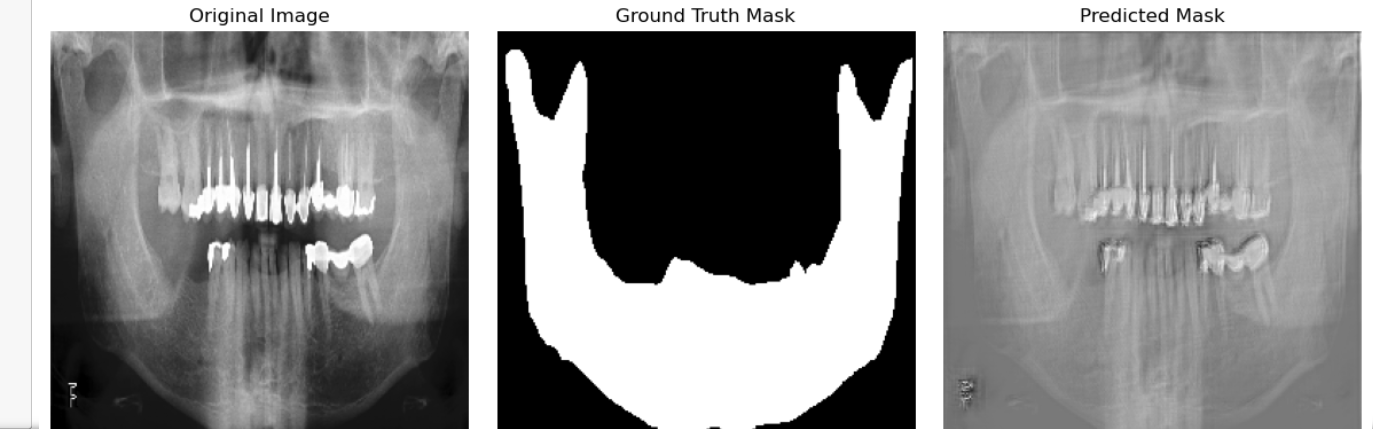 Original Image
Ground Truth Mask
Predicted Mask